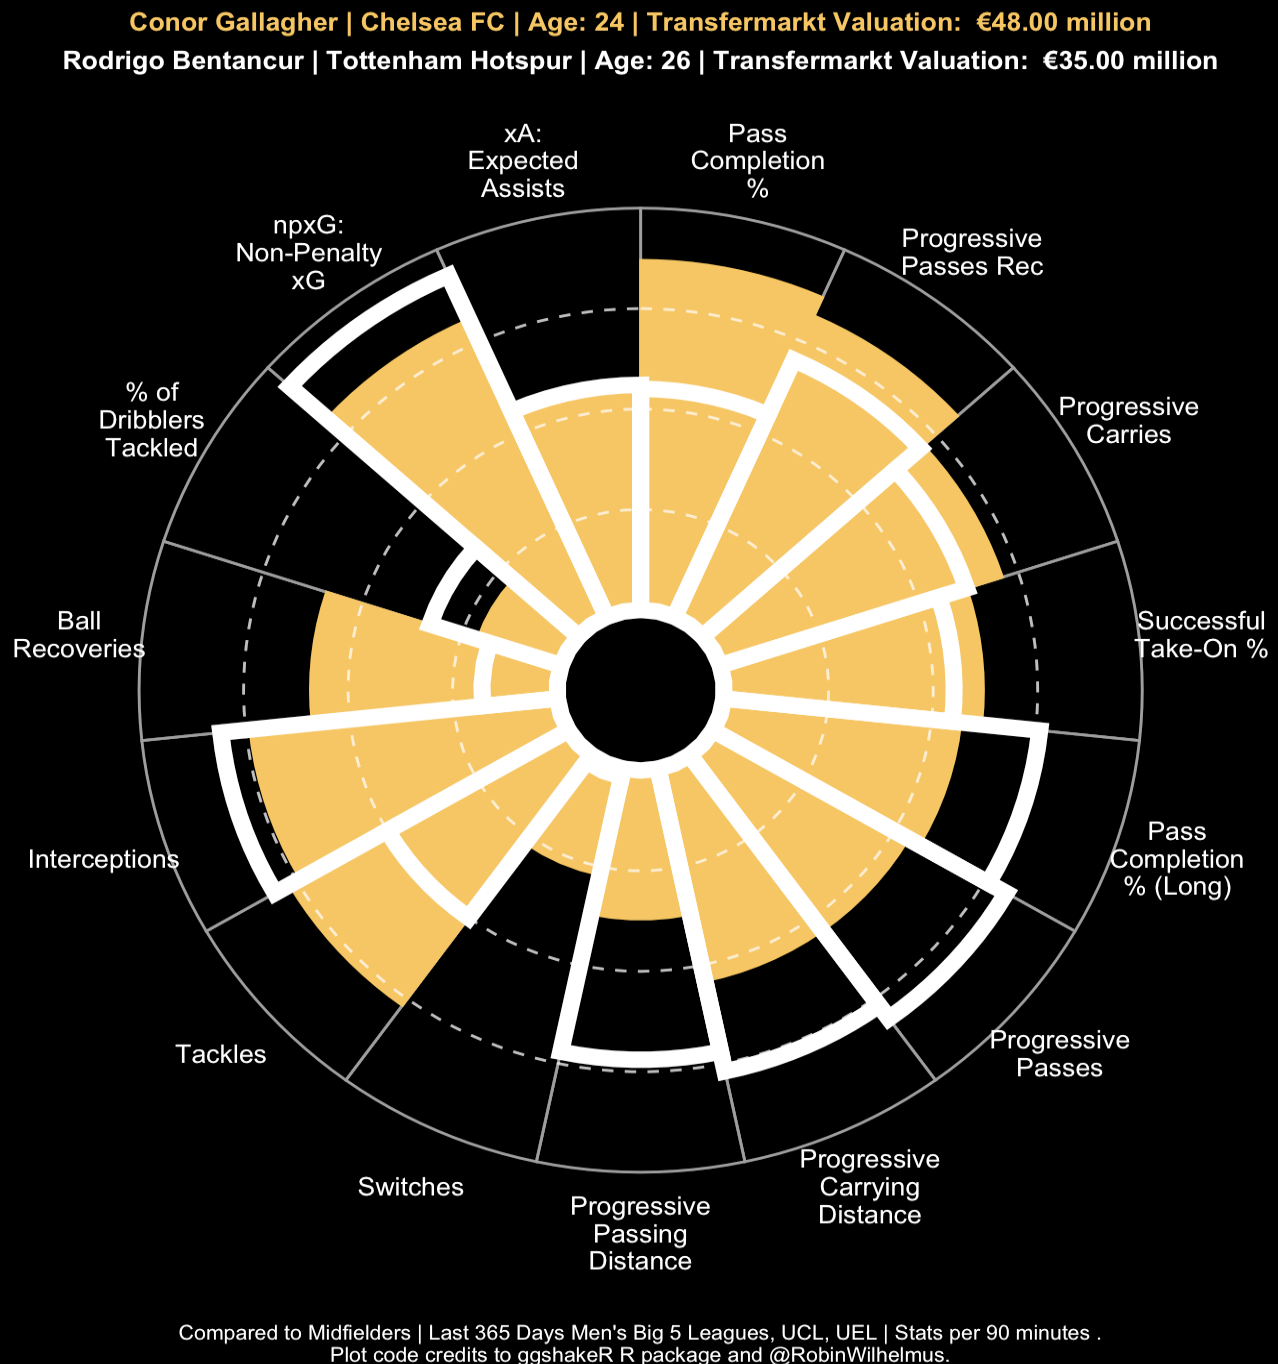 Conor Gallagher | Chelsea FC | Age: 24 | Transfermarkt Valuation:  €48.00 million
Rodrigo Bentancur | Tottenham Hotspur | Age: 26 | Transfermarkt Valuation:  €35.00 million
xA:
Expected
Assists
Pass
Completion
%
npxG:
Non-Penalty
xG
Progressive
Passes Rec
% of
Dribblers
Tackled
Progressive
Carries
Ball
Recoveries
Successful
Take-On %
Interceptions
Pass
Completion
% (Long)
Tackles
Progressive
Passes
Switches
Progressive
Carrying
Distance
Progressive
Passing
Distance
Compared to Midfielders | Last 365 Days Men's Big 5 Leagues, UCL, UEL | Stats per 90 minutes .
Plot code credits to ggshakeR R package and @RobinWilhelmus.